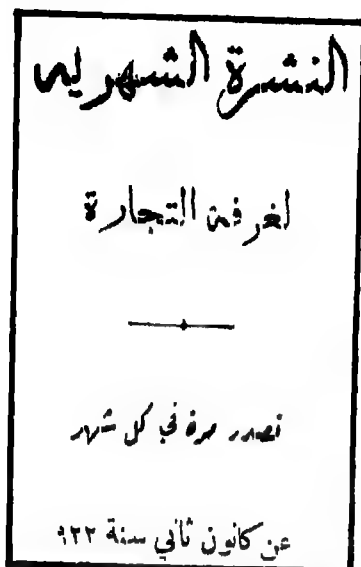 النشرة الشهرية
لغرفة التجارة
تصدر مرة في كل شهر
عن كانون ثاني سنة ٩٢٢